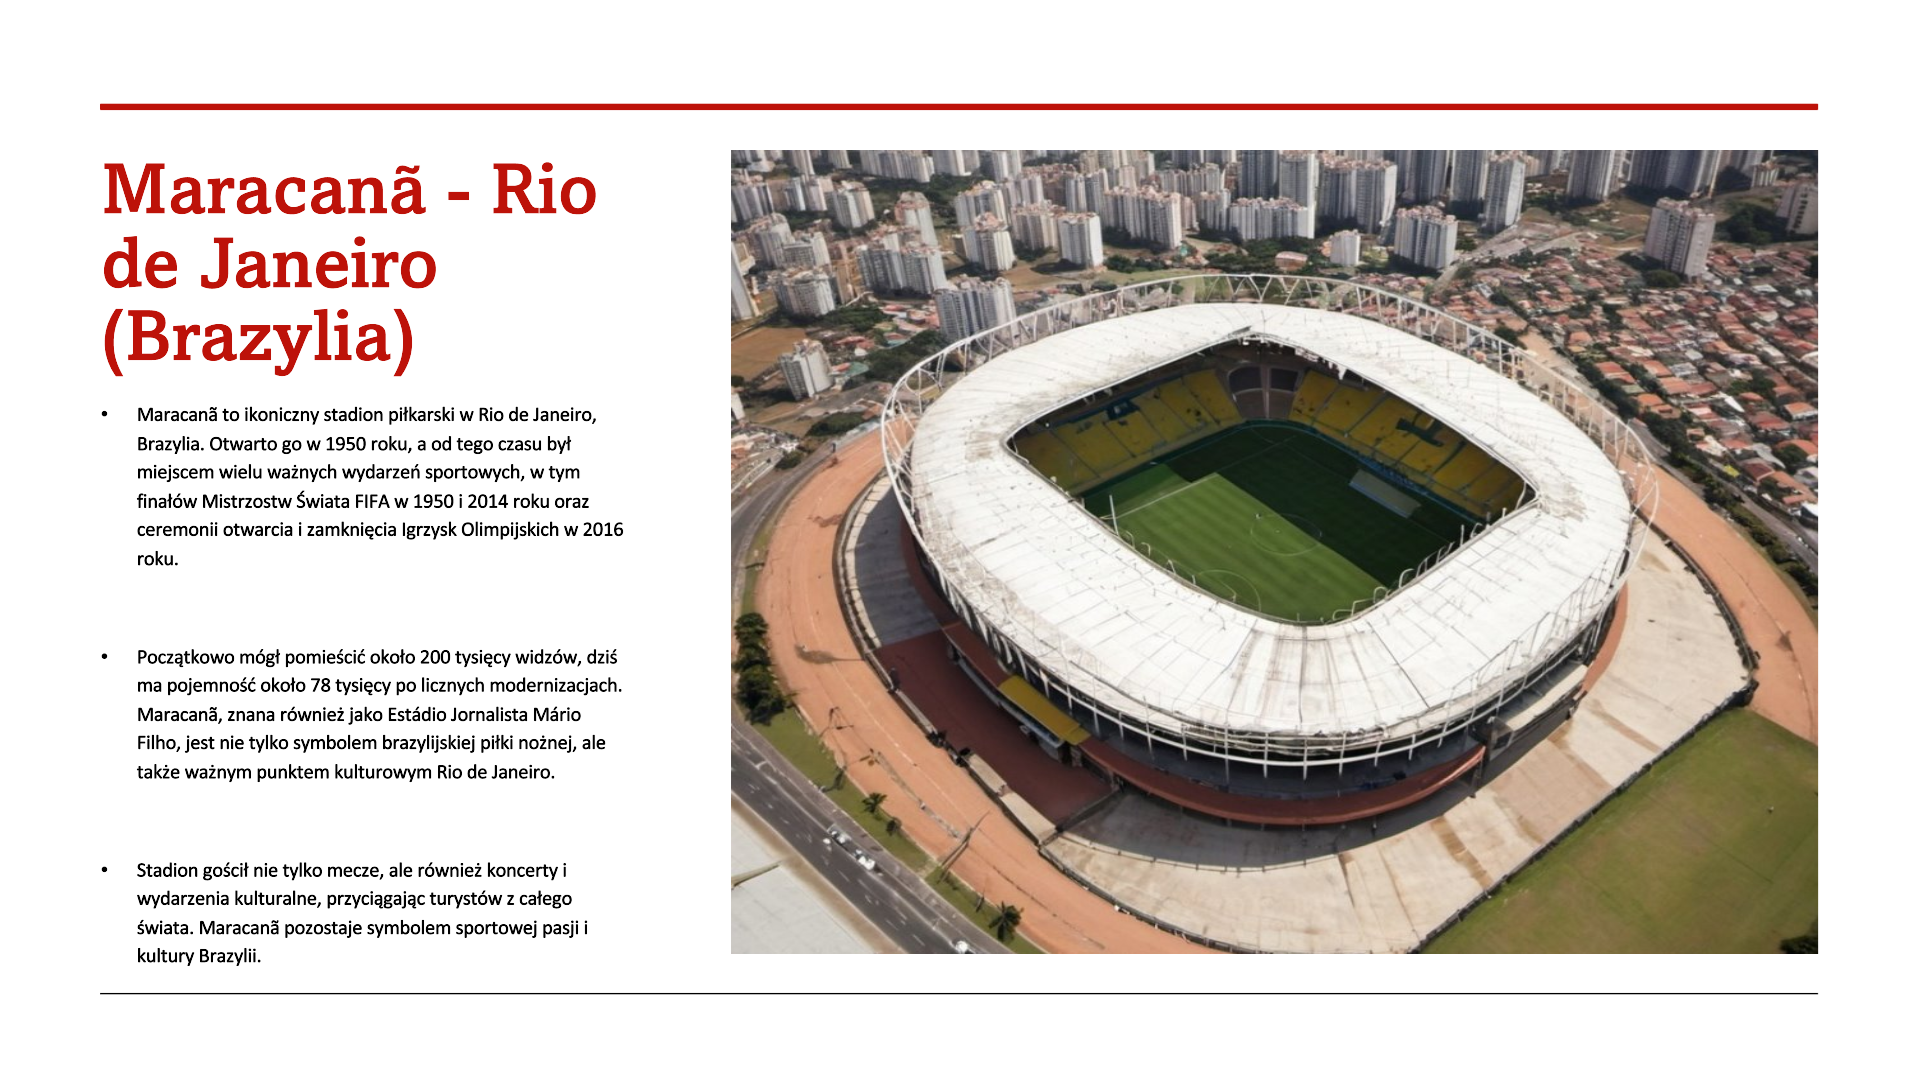 Maracanã - Rio
de Janeiro
(Brazylia)
• Maracanã to ikoniczny stadion piłkarski w Rio de Janeiro,
Brazylia. Otwarto go w 1950 roku, a od tego czasu był
miejscem wielu ważnych wydarzeń sportowych, w tym
finałów Mistrzostw Świata FIFA w 1950 i 2014 roku oraz
ceremonii otwarcia i zamknięcia Igrzysk Olimpijskich w 2016
roku.
• Początkowo mógł pomieścić około 200 tysięcy widzów, dziś
ma pojemność około 78 tysięcy po licznych modernizacjach.
Maracanã, znana również jako Estádio Jornalista Mário
Filho, jest nie tylko symbolem brazylijskiej piłki nożnej, ale
także ważnym punktem kulturowym Rio de Janeiro.
• Stadion gościł nie tylko mecze, ale również koncerty i
wydarzenia kulturalne, przyciągając turystów z całego
świata. Maracanã pozostaje symbolem sportowej pasji i
kultury Brazylii.